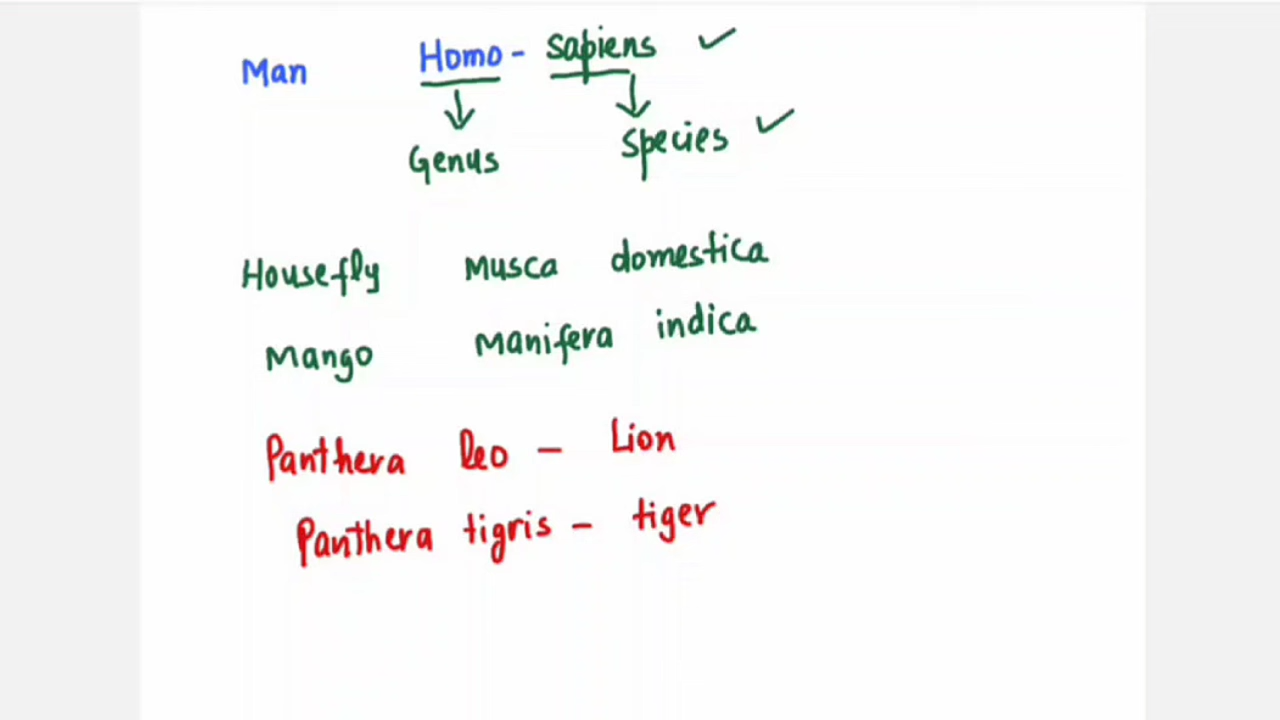 Man Homo - sapiens ✓
Genus Species ✓
Housefly Musca domestica
Mango Manifera indica
Panthera leo - Lion
Panthera tigris - tiger